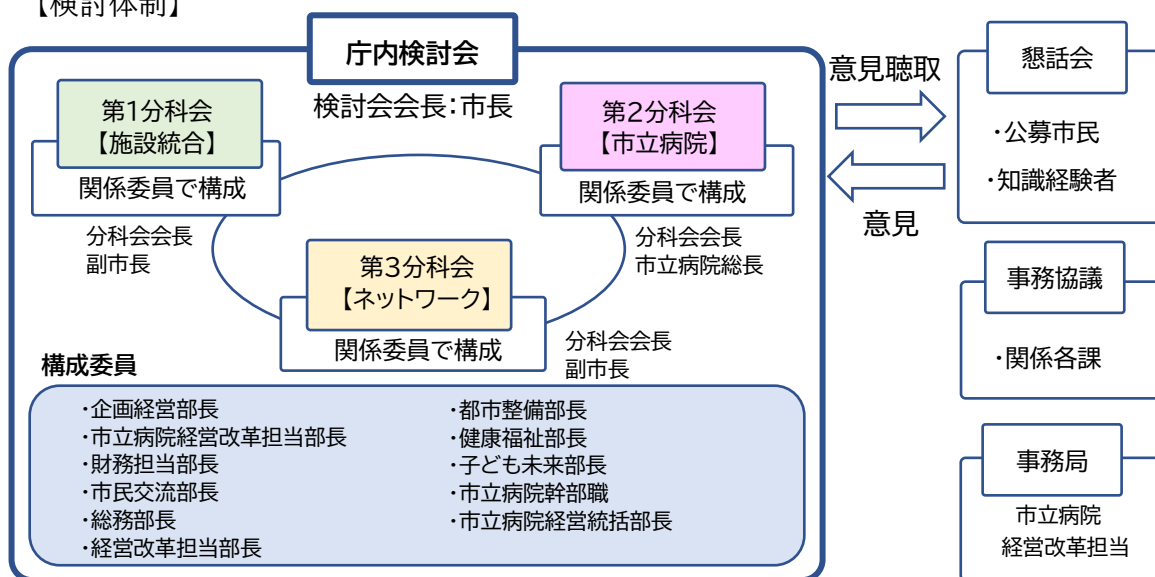 【検討体制】
庁内検討会
検討会会長:市長
第1分科会
【施設統合】
関係委員で構成
分科会会長
副市長
第2分科会
【市立病院】
関係委員で構成
分科会会長
市立病院総長
第3分科会
【ネットワーク】
関係委員で構成
分科会会長
副市長
構成委員
・企画経営部長
・市立病院経営改革担当部長
・財務担当部長
・市民交流部長
・総務部長
・経営改革担当部長
・都市整備部長
・健康福祉部長
・子ども未来部長
・市立病院幹部職
・市立病院経営統括部長
意見聴取
意見
懇話会
・公募市民
・知識経験者
事務協議
・関係各課
事務局
市立病院
経営改革担当